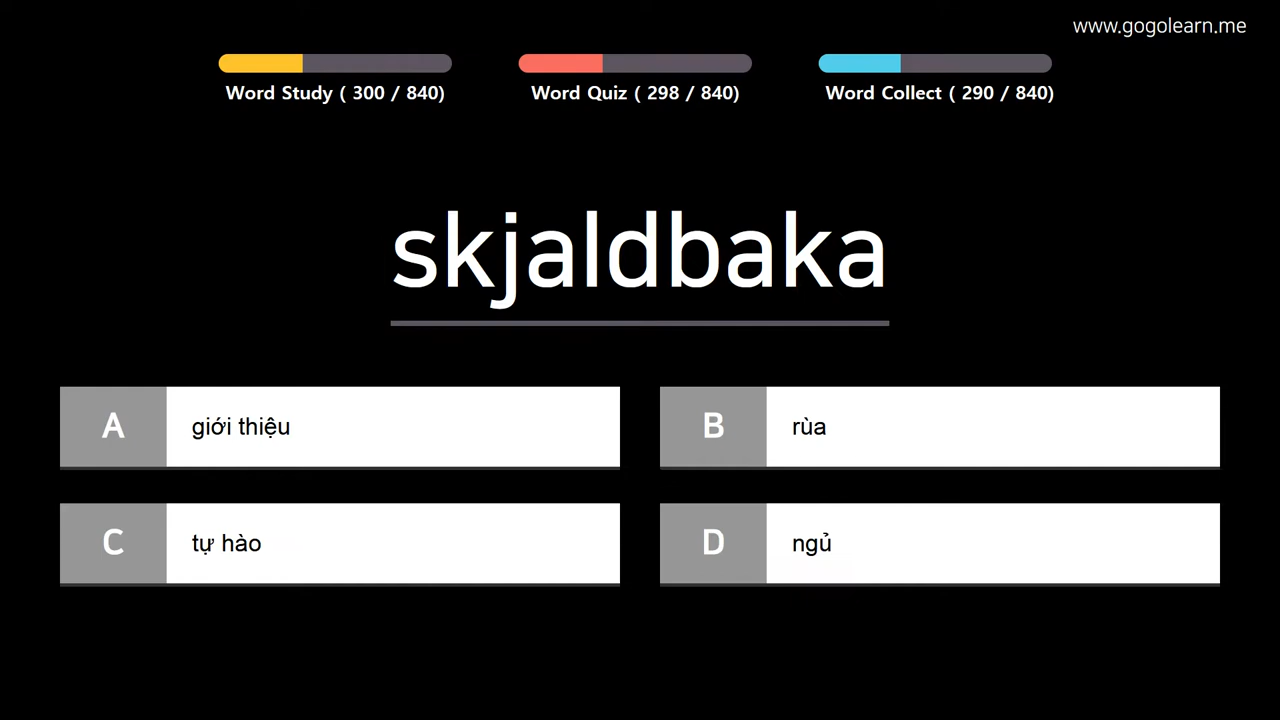 www.gogolearn.me
Word Study ( 300 / 840)
Word Quiz ( 298 / 840)
Word Collect ( 290 / 840)
skjaldbaka
A giới thiệu
B rùa
C tự hào
D ngủ